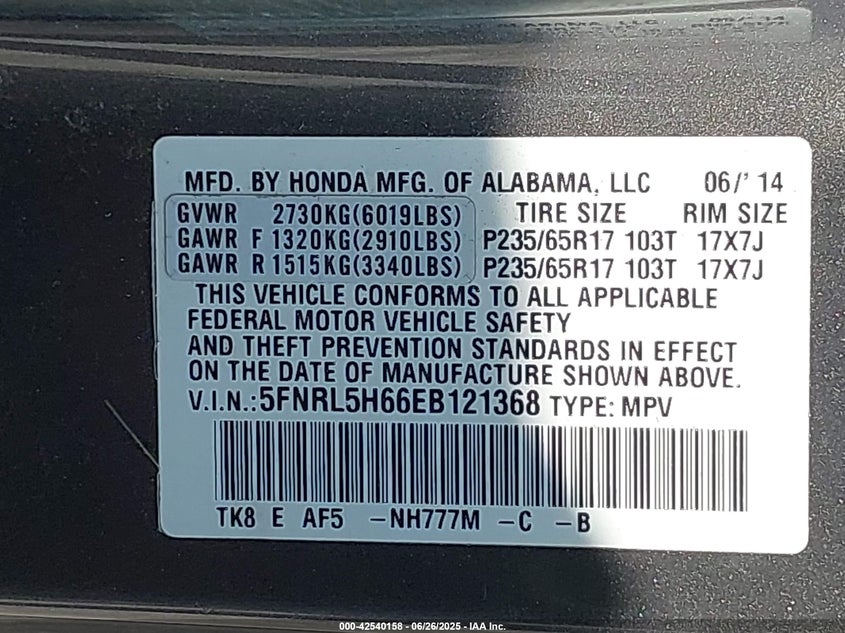 MFD. BY HONDA MFG. OF ALABAMA, LLC 06/'14
GVWR 2730KG(6019LBS) TIRE SIZE RIM SIZE
GAWR F 1320KG(2910LBS) P235/65R17 103T 17X7J
GAWR R 1515KG(3340LBS) P235/65R17 103T 17X7J
THIS VEHICLE CONFORMS TO ALL APPLICABLE
FEDERAL MOTOR VEHICLE SAFETY
AND THEFT PREVENTION STANDARDS IN EFFECT
ON THE DATE OF MANUFACTURE SHOWN ABOVE.
V.I.N.:5FNRL5H66EB121368 TYPE: MPV
TK8 E AF5 -NH777M -C -B
000-42540158 - 06/26/2025 - IAA Inc.